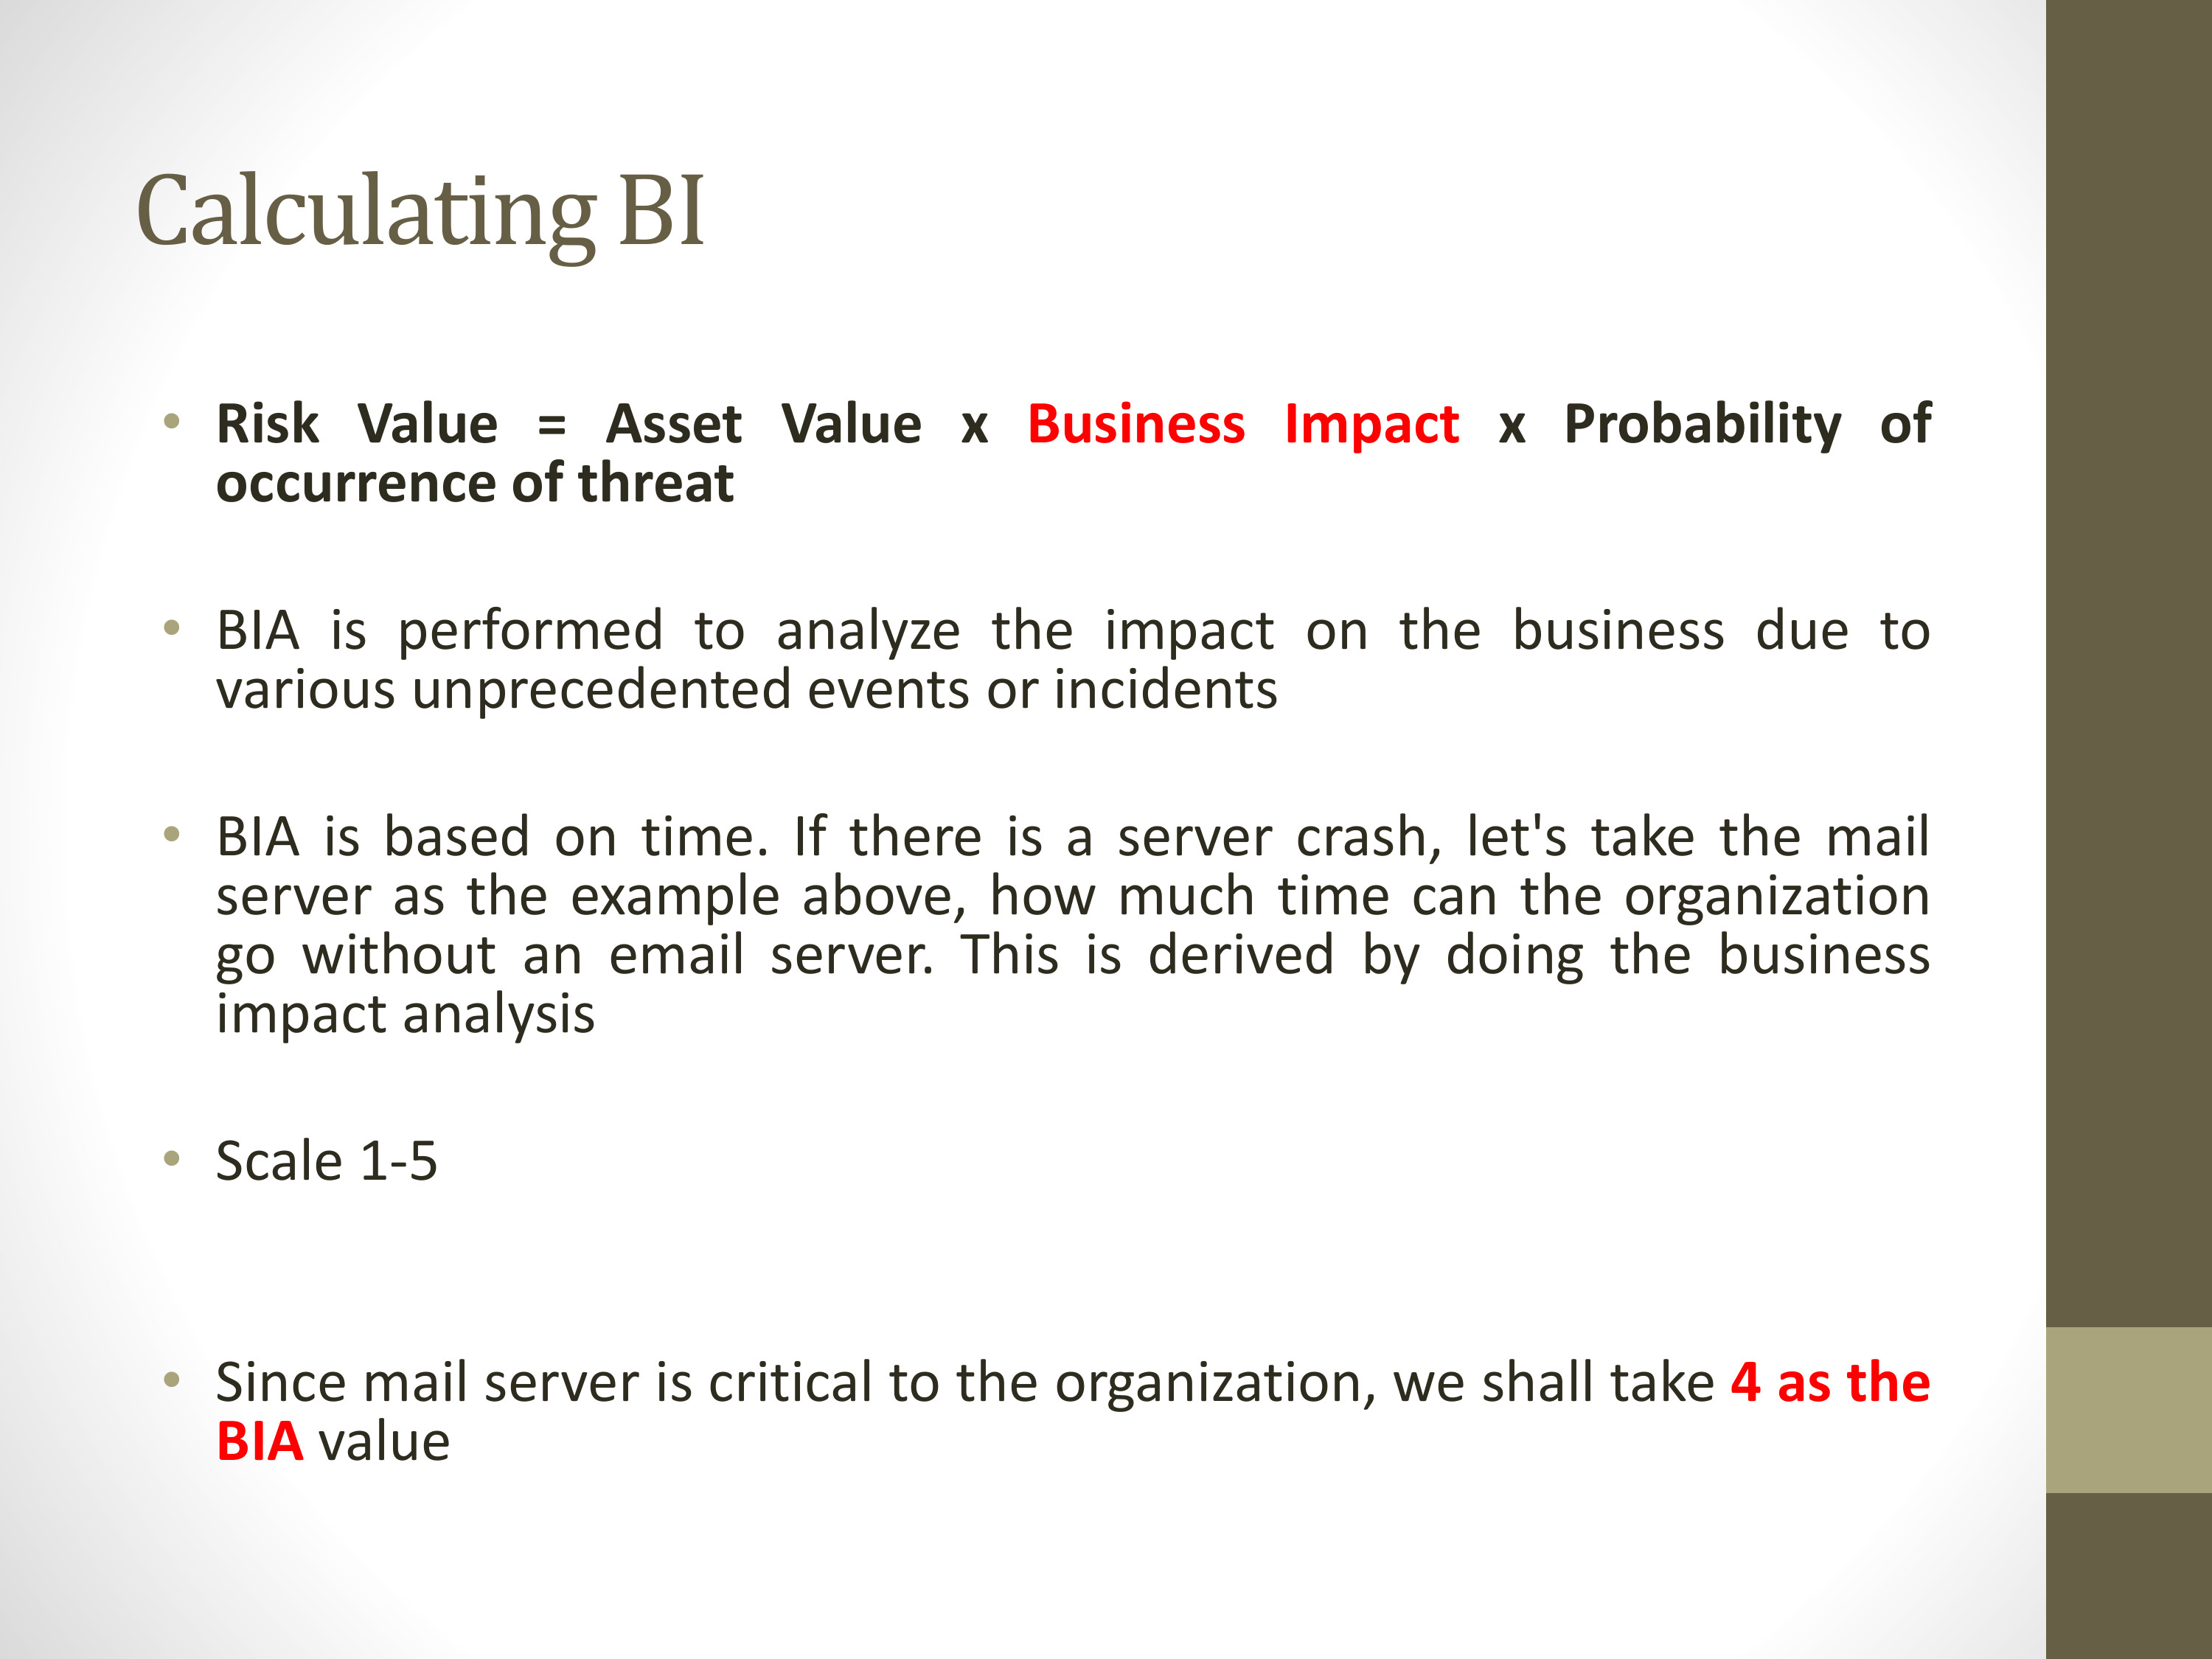 Calculating BI
• Risk Value = Asset Value x Business Impact x Probability of
occurrence of threat
• BIA is performed to analyze the impact on the business due to
various unprecedented events or incidents
• BIA is based on time. If there is a server crash, let's take the mail
server as the example above, how much time can the organization
go without an email server. This is derived by doing the business
impact analysis
• Scale 1-5
• Since mail server is critical to the organization, we shall take 4 as the
BIA value